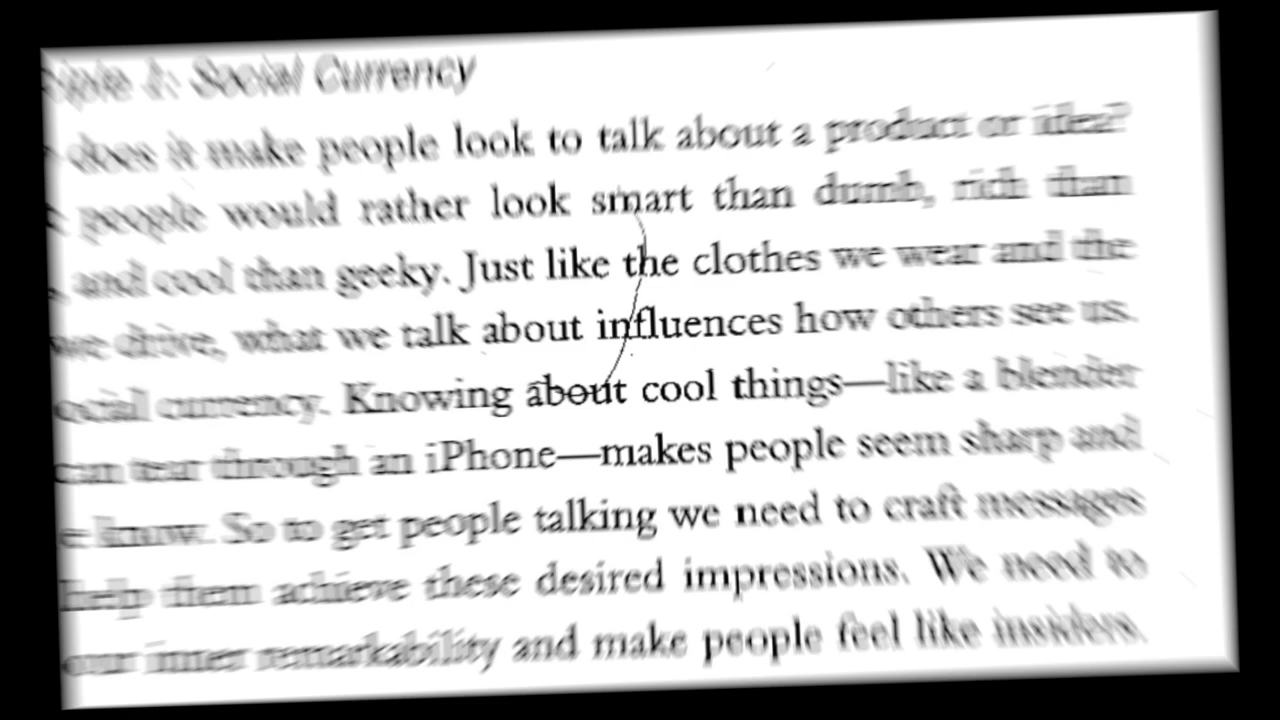 iple 1: Social Currency
does it make people look to talk about a product or idea?
people would rather look smart than dumb, rich than
, and cool than geeky. Just like the clothes we wear and the
we drive, what we talk about influences how others see us.
ocial currency. Knowing about cool things—like a blender
can tear through an iPhone—makes people seem sharp and
e know. So to get people talking we need to craft messages
help them achieve these desired impressions. We need to
our inner remarkability and make people feel like insiders.